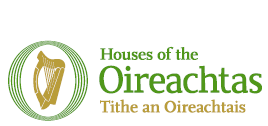 Houses of the
Oireachtas
Tithe an Oireachtais